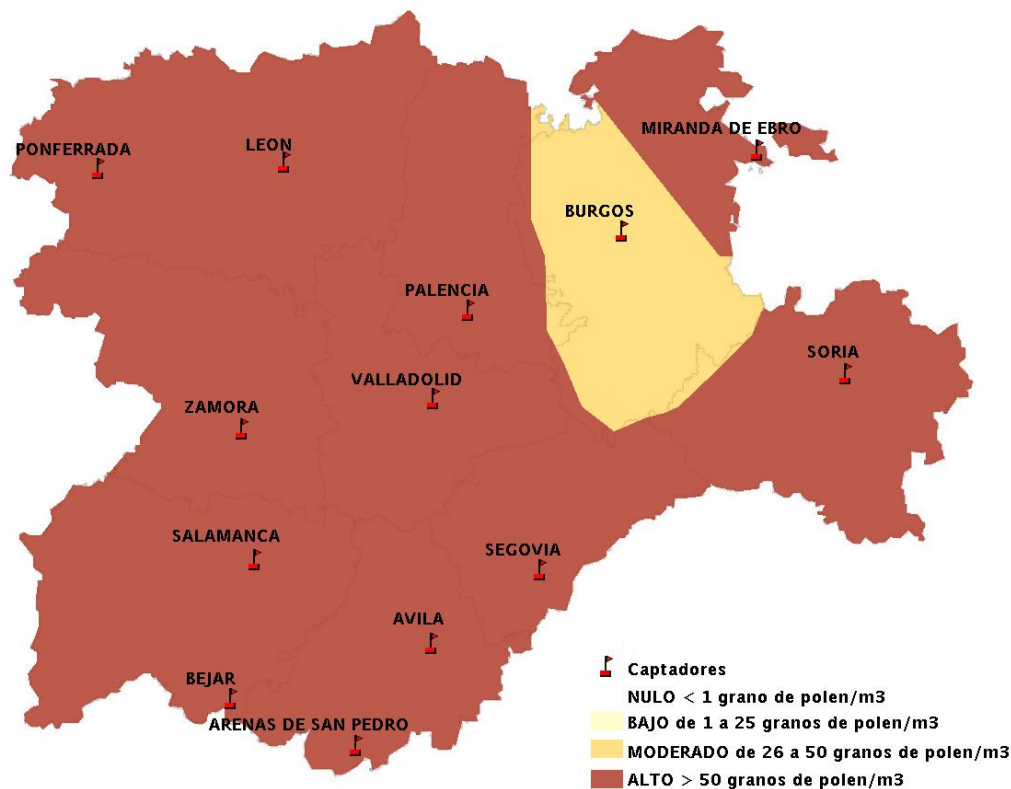 MIRANDA DE EBRO
PONFERRADA
LEON
BURGOS
PALENCIA
SORIA
VALLADOLID
ZAMORA
SALAMANCA
SEGOVIA
AVILA
BEJAR
ARENAS DE SAN PEDRO
Captadores
NULO < 1 grano de polen/m3
BAJO de 1 a 25 granos de polen/m3
MODERADO de 26 a 50 granos de polen/m3
ALTO > 50 granos de polen/m3